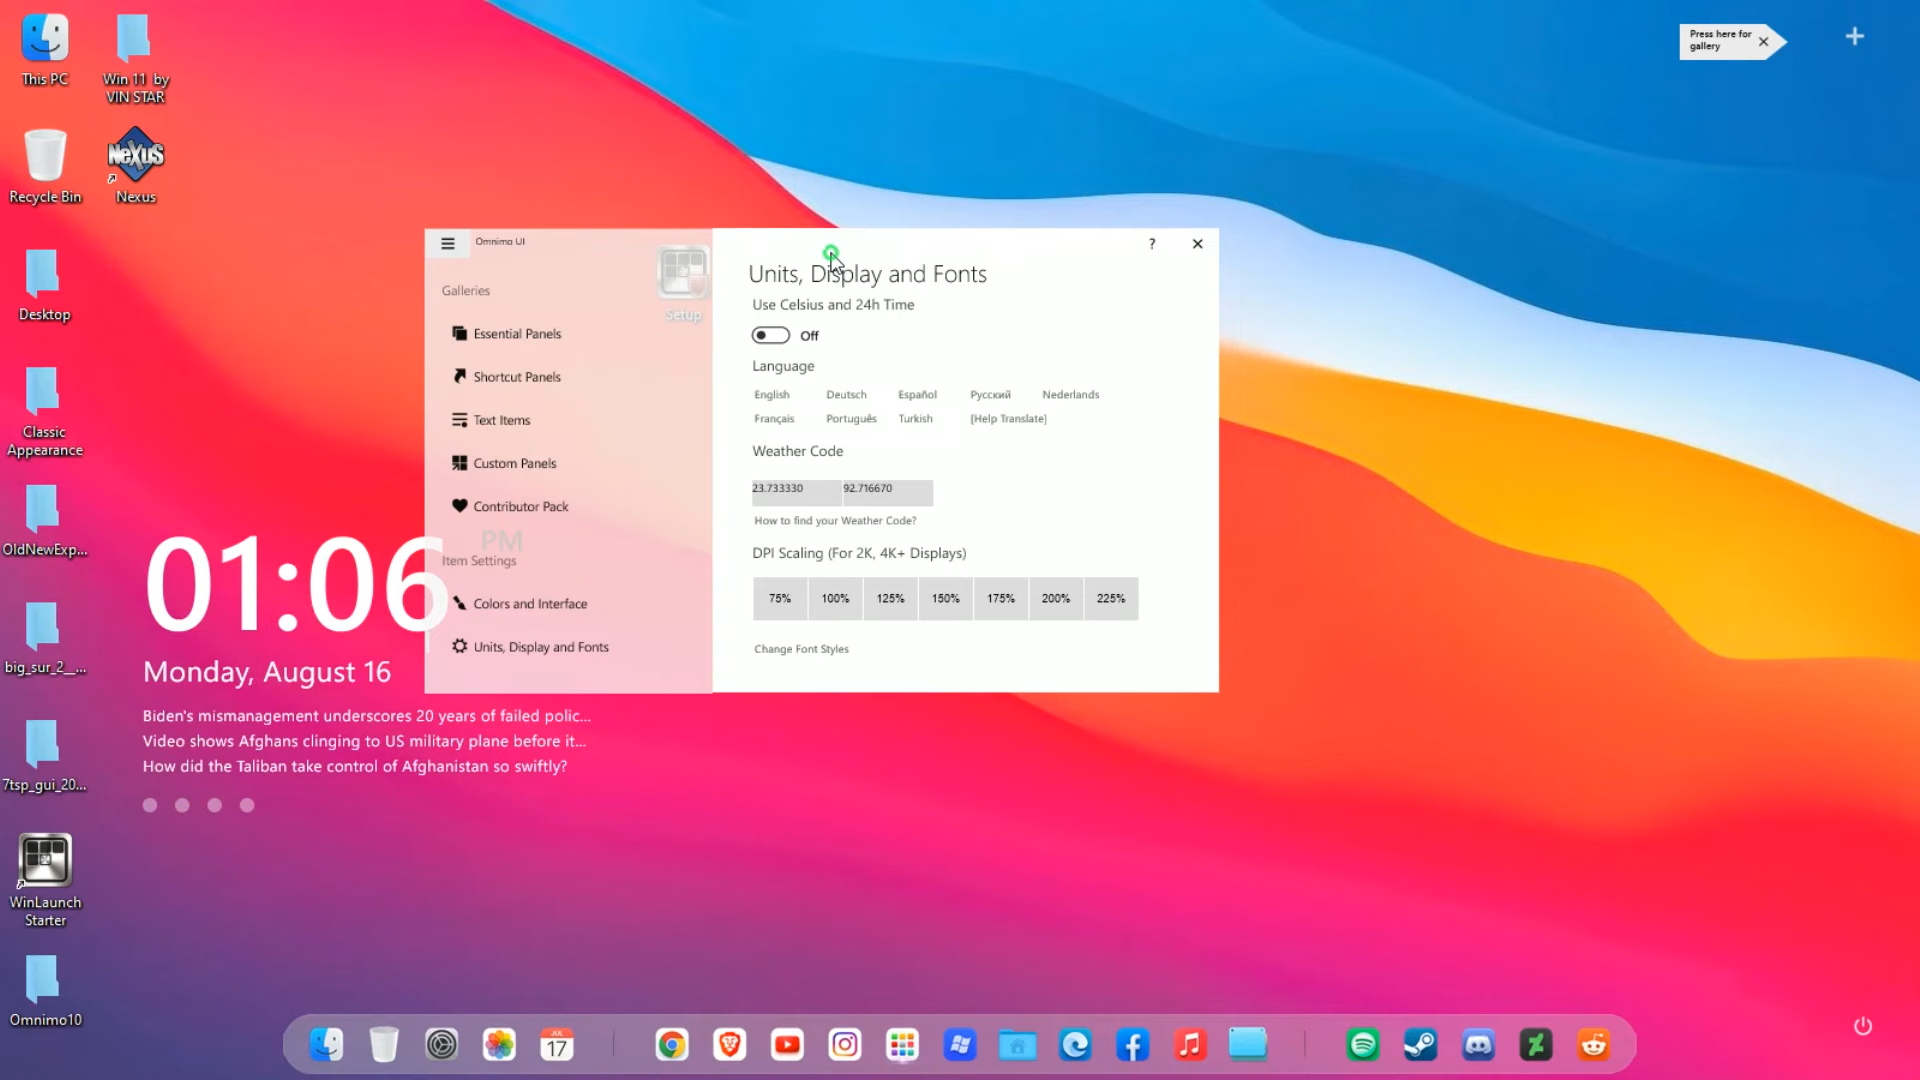 This PC
Win 11 by
VIN STAR
Recycle Bin
NeXuS
Nexus
Desktop
Classic
Appearance
OldNewExp...
big_sur_2__...
7tsp_gui_20...
WinLaunch
Starter
Omnimo10
Press here for
gallery
Omnimo UI
Galleries
Setup
Essential Panels
Shortcut Panels
Text Items
Custom Panels
Contributor Pack
Item Settings
Colors and Interface
Units, Display and Fonts
?
Units, Display and Fonts
Use Celsius and 24h Time
Off
Language
English Deutsch Español Русский Nederlands
Français Português Turkish [Help Translate]
Weather Code
23.733330 92.716670
How to find your Weather Code?
DPI Scaling (For 2K, 4K+ Displays)
75% 100% 125% 150% 175% 200% 225%
Change Font Styles
01:06 PM
Monday, August 16
Biden's mismanagement underscores 20 years of failed polic...
Video shows Afghans clinging to US military plane before it...
How did the Taliban take control of Afghanistan so swiftly?
JUL
17